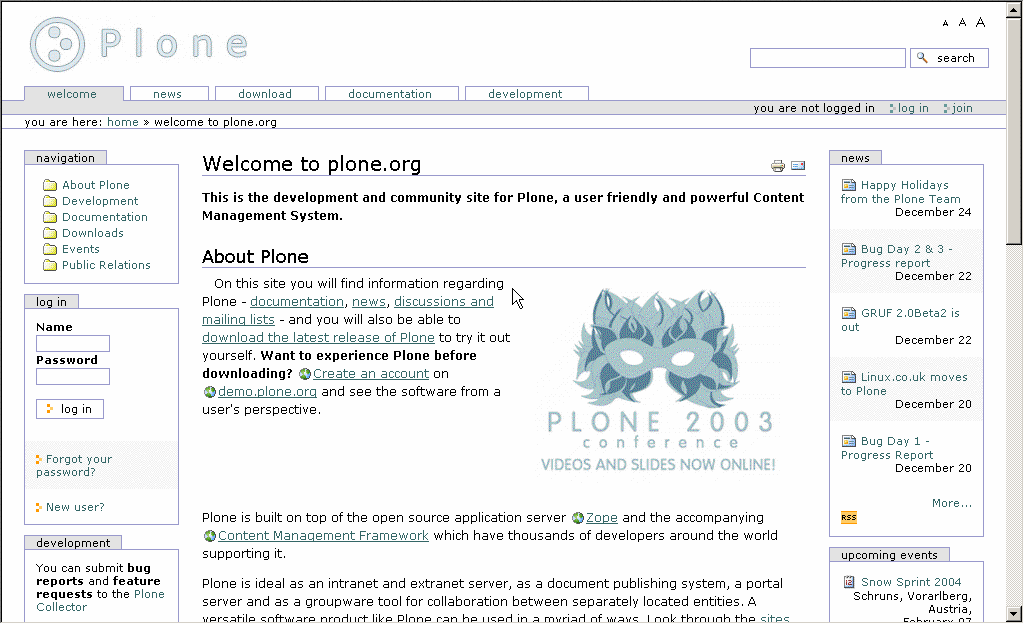 Plone
A A A
search
welcome
news
download
documentation
development
you are not logged in log in join
you are here: home » welcome to plone.org
navigation
About Plone
Development
Documentation
Downloads
Events
Public Relations
log in
Name
Password
log in
Forgot your
password?
New user?
development
You can submit bug
reports and feature
requests to the Plone
Collector
Welcome to plone.org
This is the development and community site for Plone, a user friendly and powerful Content
Management System.
About Plone
On this site you will find information regarding
Plone - documentation, news, discussions and
mailing lists - and you will also be able to
download the latest release of Plone to try it out
yourself. Want to experience Plone before
downloading? Create an account on
demo.plone.org and see the software from a
user's perspective.
PLONE 2003
conference
VIDEOS AND SLIDES NOW ONLINE!
Plone is built on top of the open source application server Zope and the accompanying
Content Management Framework which have thousands of developers around the world
supporting it.
Plone is ideal as an intranet and extranet server, as a document publishing system, a portal
server and as a groupware tool for collaboration between separately located entities. A
versatile software product like Plone can be used in a myriad of ways. Look through the sites
news
Happy Holidays
from the Plone Team
December 24
Bug Day 2 & 3 -
Progress report
December 22
GRUF 2.0Beta2 is
out
December 22
Linux.co.uk moves
to Plone
December 20
Bug Day 1 -
Progress Report
December 20
More...
RSS
upcoming events
Snow Sprint 2004
Schruns, Vorarlberg,
Austria,
February 07